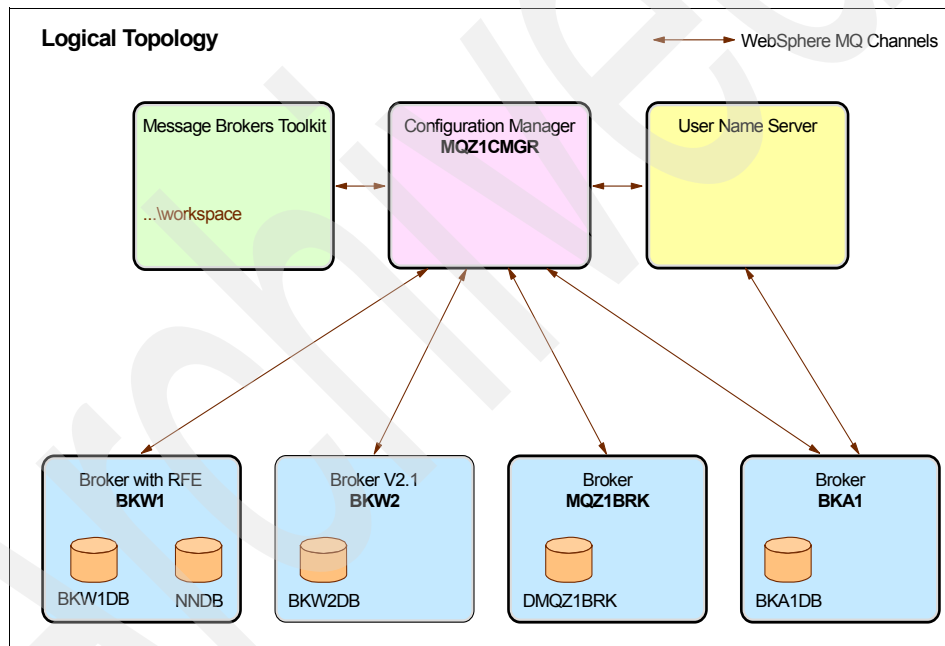 Logical Topology
WebSphere MQ Channels
Message Brokers Toolkit
...\workspace
Configuration Manager
MQZ1CMGR
User Name Server
Broker with RFE
BKW1
BKW1DB
NNDB
Broker V2.1
BKW2
BKW2DB
Broker
MQZ1BRK
DMQZ1BRK
Broker
BKA1
BKA1DB